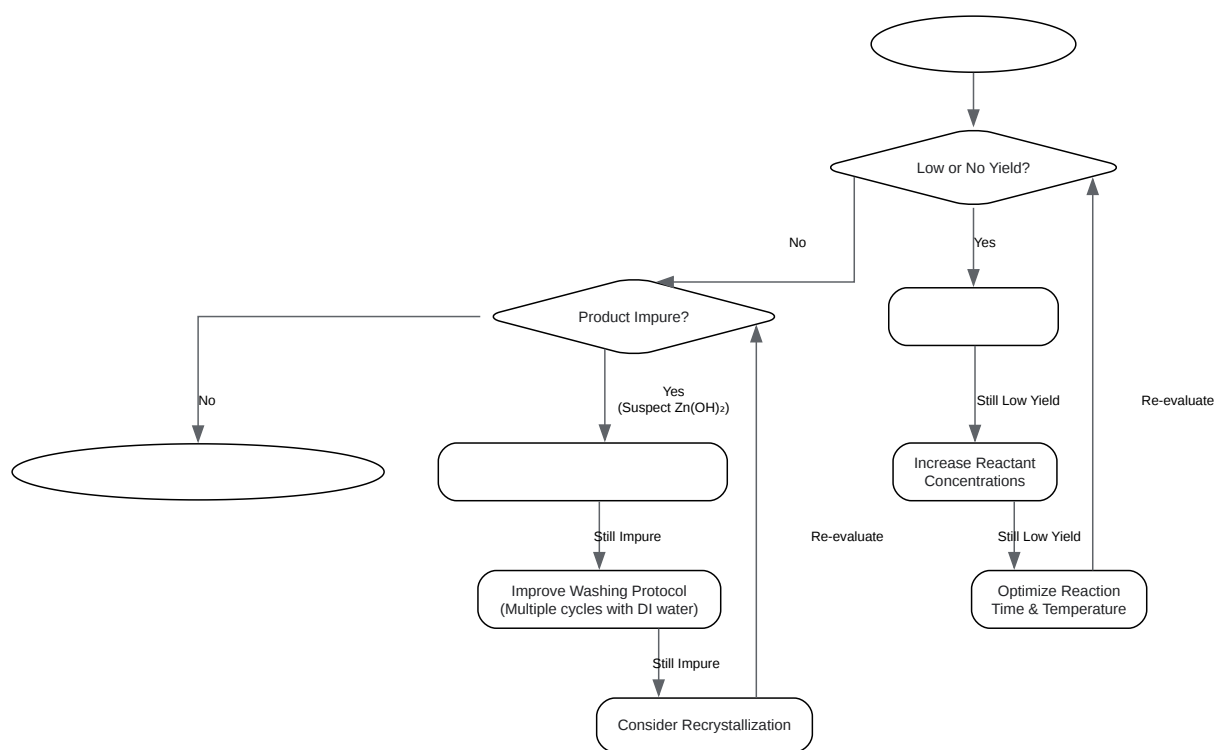 Low or No Yield?
No
Yes
Product Impure?
No
Yes
(Suspect Zn(OH)₂)
Still Low Yield
Re-evaluate
Increase Reactant
Concentrations
Still Impure
Re-evaluate
Still Low Yield
Improve Washing Protocol
(Multiple cycles with DI water)
Optimize Reaction
Time & Temperature
Still Impure
Consider Recrystallization